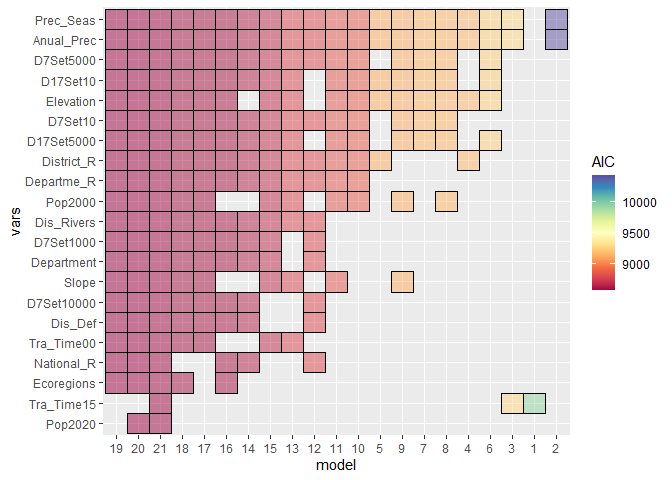 Prec_Seas
Anual_Prec
D7Set5000
D17Set10
Elevation
D7Set10
D17Set5000
District_R
Departme_R
Pop2000
Dis_Rivers
D7Set1000
Department
Slope
D7Set10000
Dis_Def
Tra_Time00
National_R
Ecoregions
Tra_Time15
Pop2020
vars
19 20 21 18 17 16 14 15 13 12 11 10 5 9 7 8 4 6 3 1 2
model
AIC
10000
9500
9000